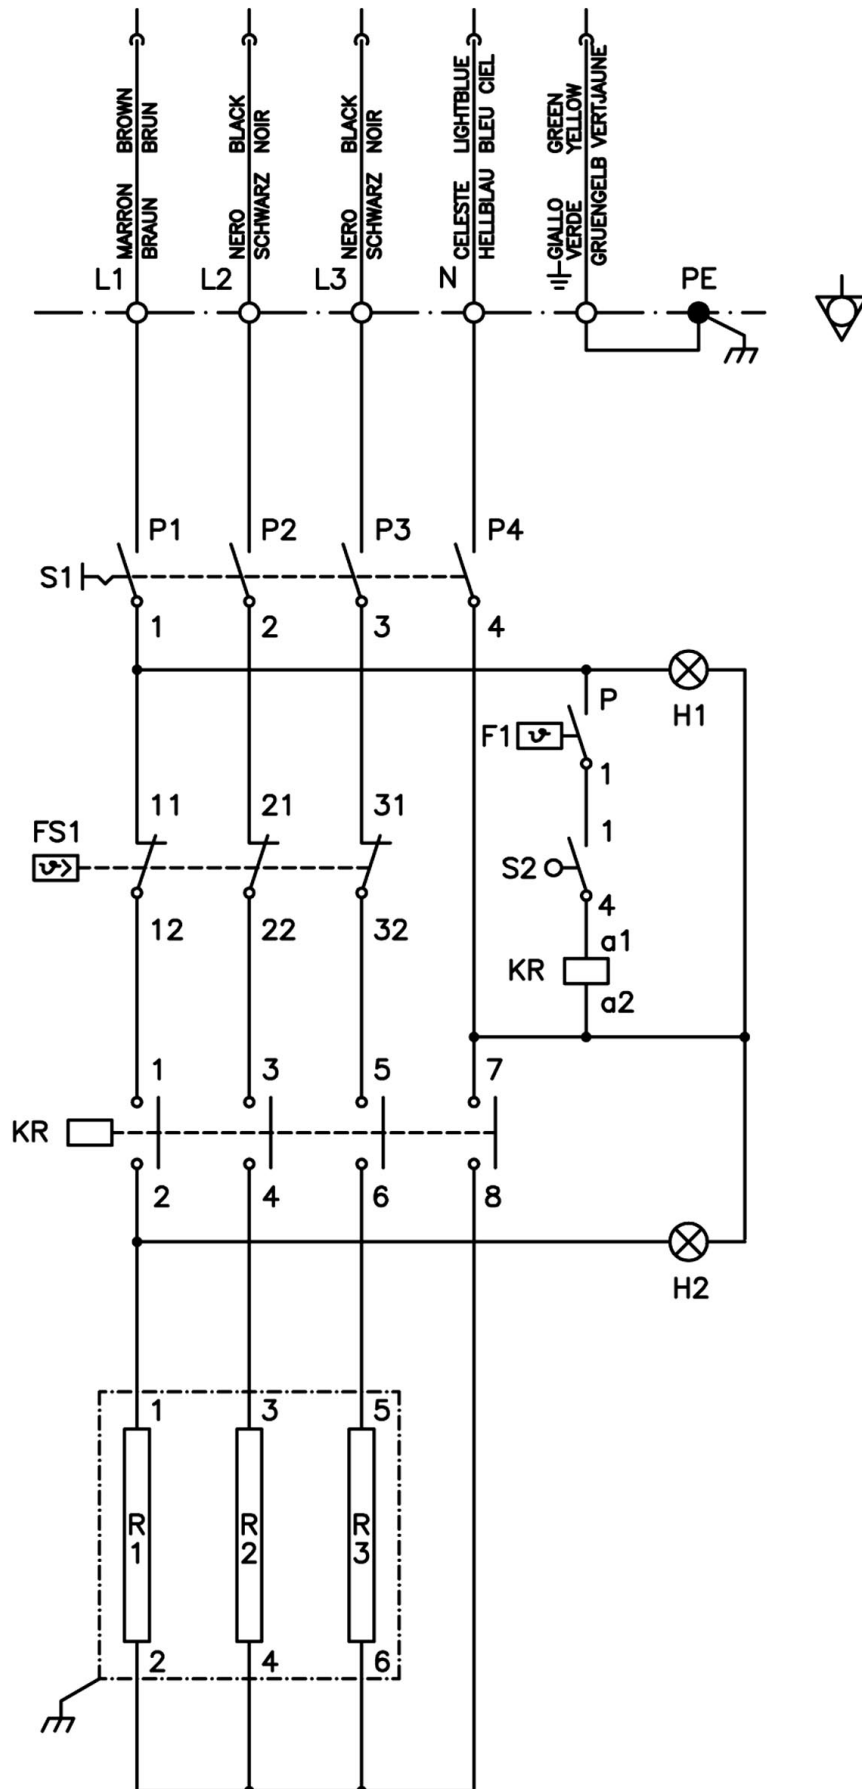 MARRON BROWN
BRAUN BRUN
NERO BLACK
SCHWARZ NOIR
NERO BLACK
SCHWARZ NOIR
CELESTE LIGHTBLUE
HELLBLAU BLEU CIEL
GIALLO GREEN
VERDE YELLOW
GRUENGELB VERTJAUNE
L1 L2 L3 N PE
P1 P2 P3 P4
S1
1 2 3 4
H1
P
F1 ϑ
1
11 21 31
FS1
ϑ>
1
S2
4
12 22 32
a1
KR
a2
1 3 5 7
KR
2 4 6 8
H2
1 3 5
R R R
1 2 3
2 4 6